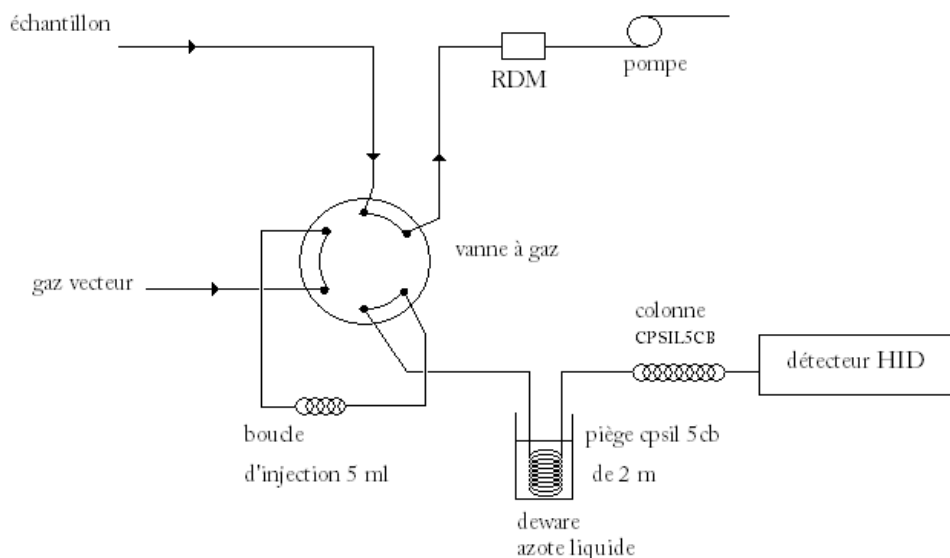 échantillon
RDM
pompe
vanne à gaz
gaz vecteur
colonne
CPSIL5CB
détecteur HID
boucle
d'injection 5 ml
piège cpsil 5cb
de 2 m
deware
azote liquide